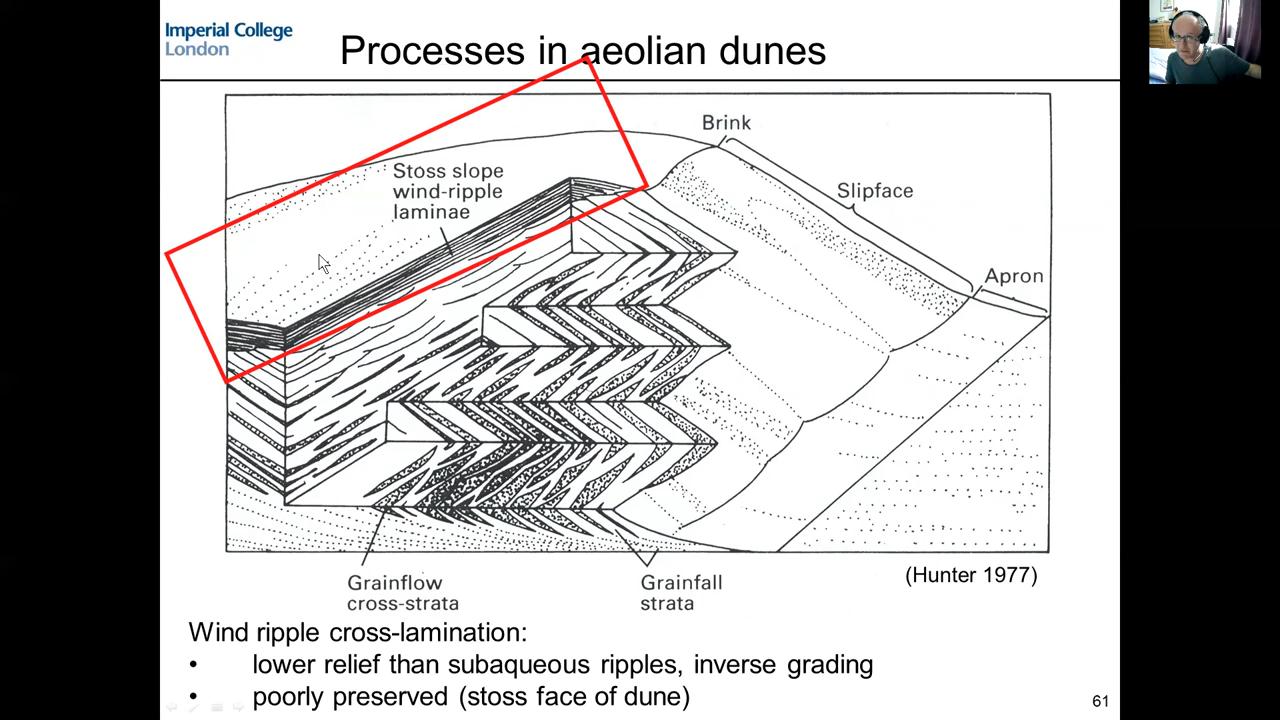 Imperial College
London
Processes in aeolian dunes
Brink
Stoss slope
wind-ripple
laminae
Slipface
Apron
Grainflow
cross-strata
Grainfall
strata
(Hunter 1977)
Wind ripple cross-lamination:
• lower relief than subaqueous ripples, inverse grading
• poorly preserved (stoss face of dune)
61